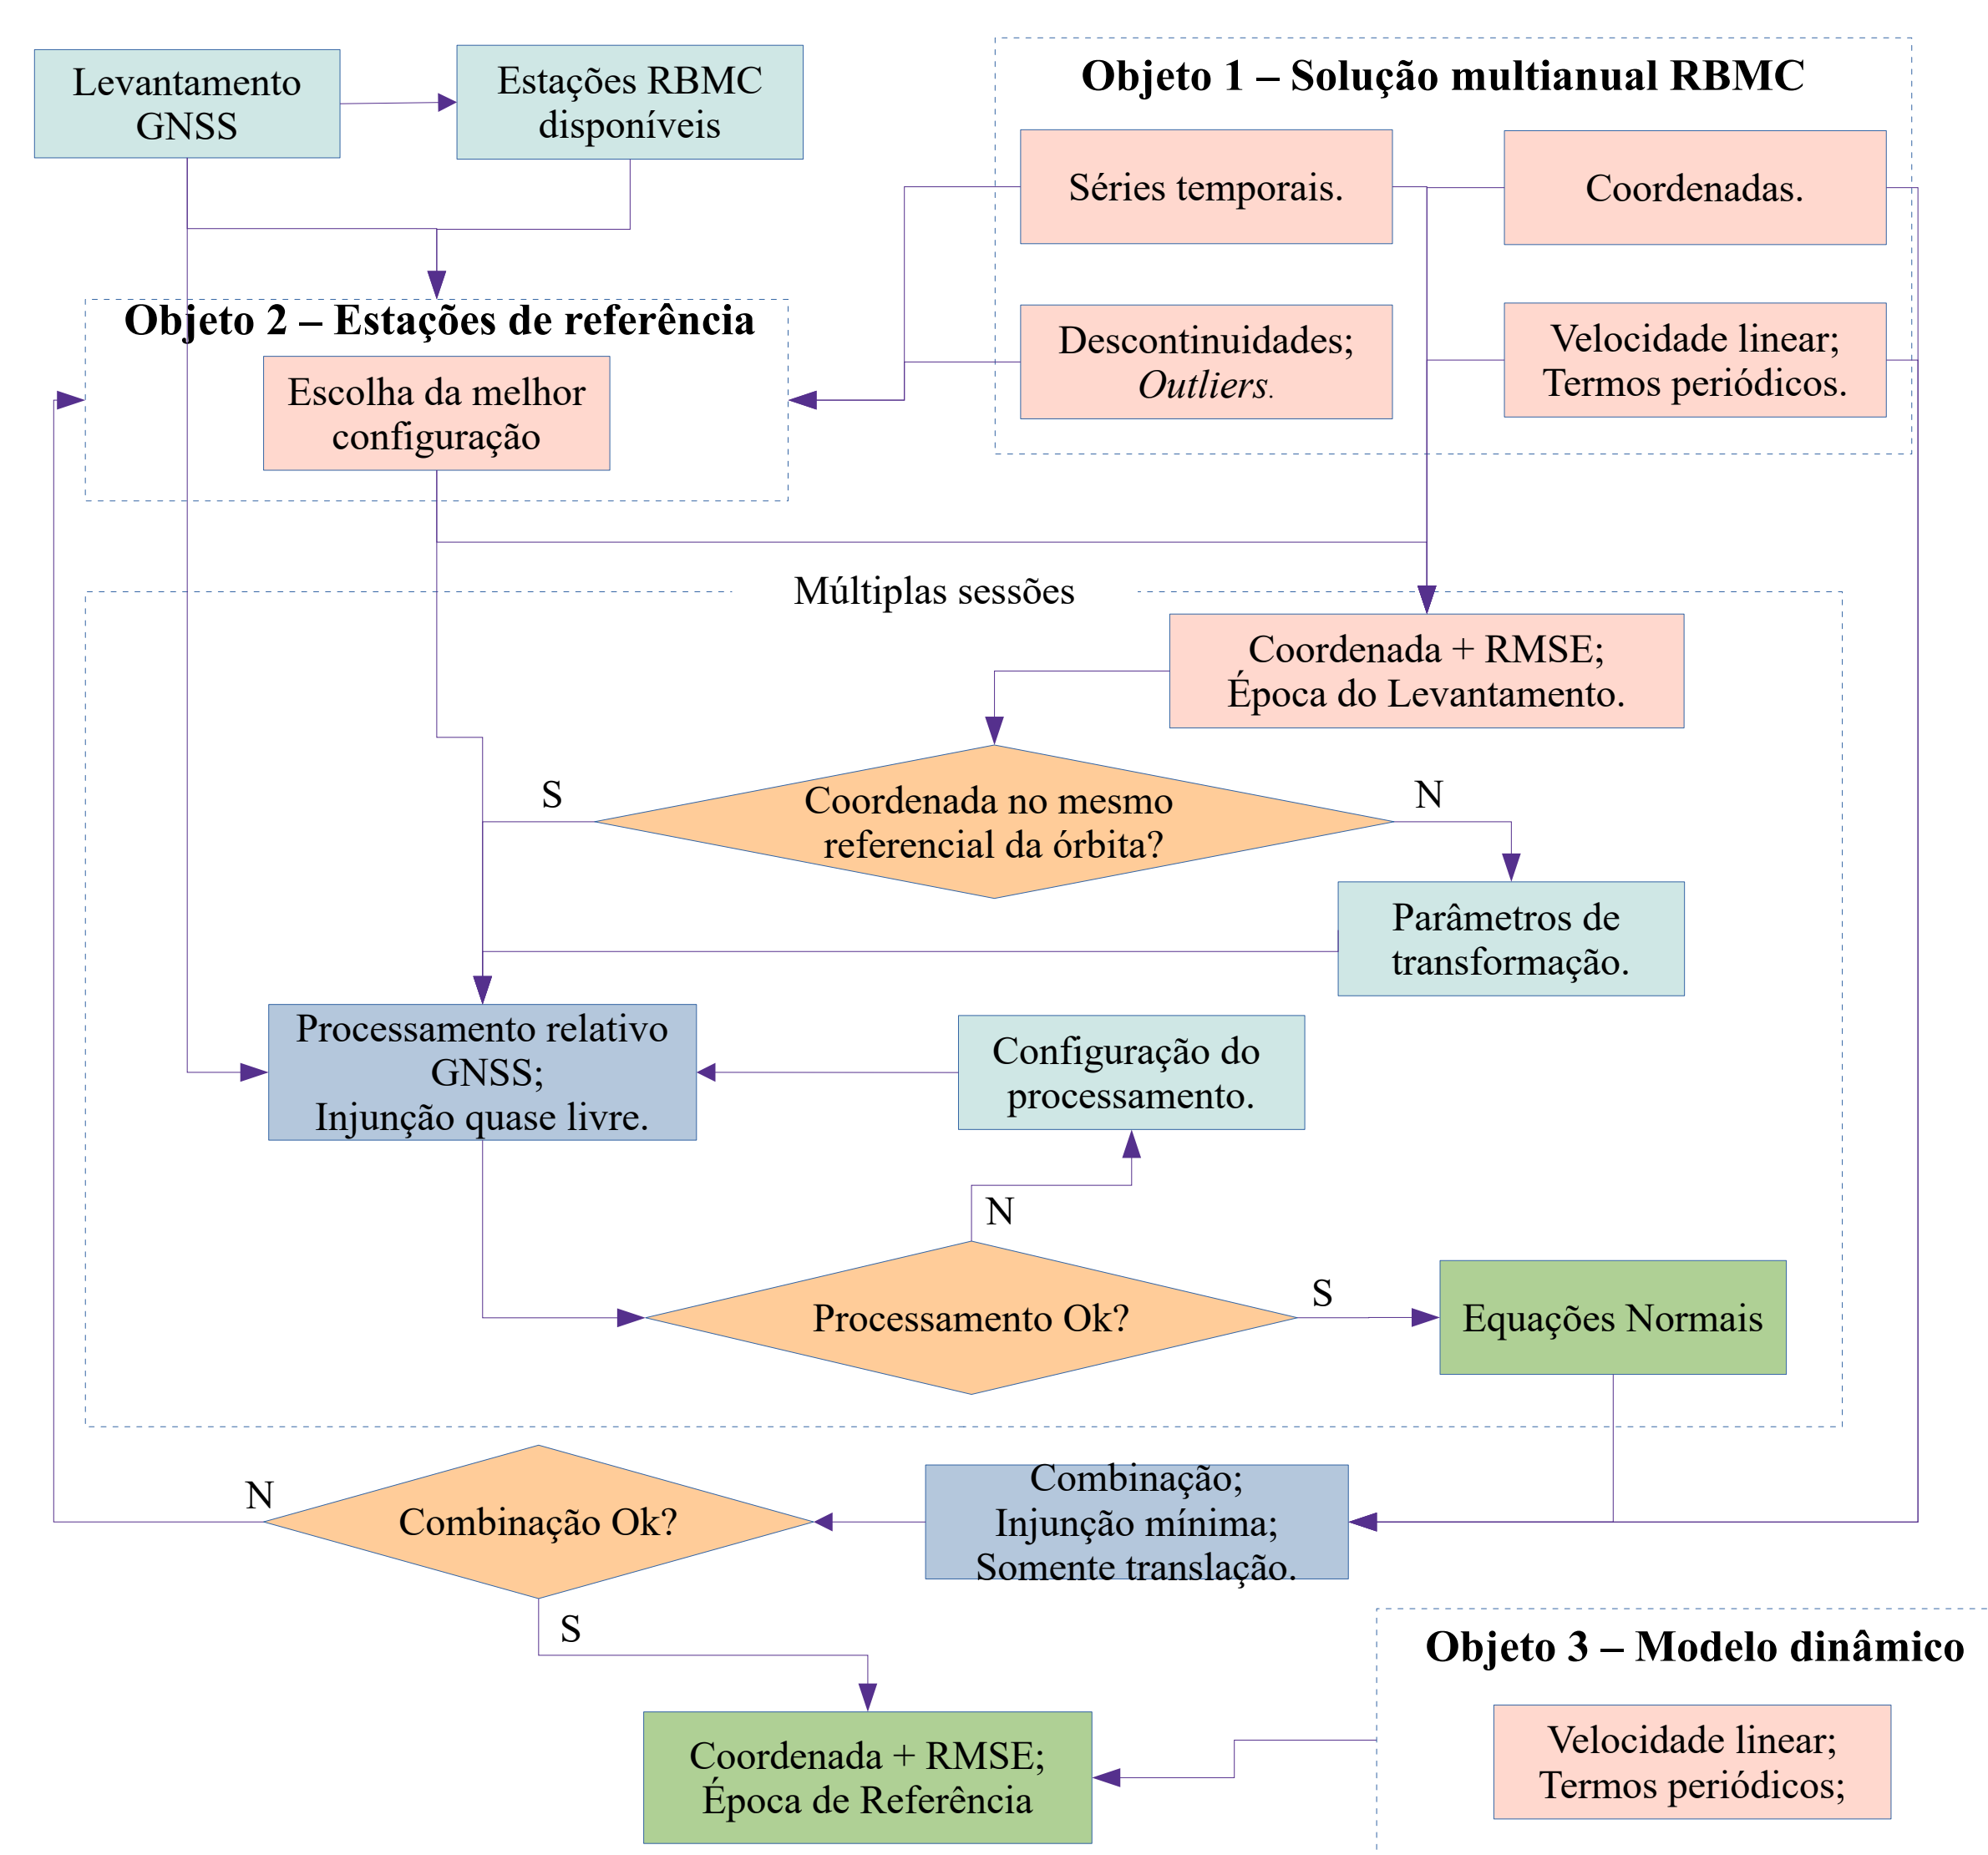 Levantamento
GNSS
Estações RBMC
disponíveis
Objeto 1 – Solução multianual RBMC
Séries temporais.
Coordenadas.
Descontinuidades;
Outliers.
Velocidade linear;
Termos periódicos.
Objeto 2 – Estações de referência
Escolha da melhor
configuração
Múltiplas sessões
Coordenada + RMSE;
Época do Levantamento.
S
Coordenada no mesmo
referencial da órbita?
N
Parâmetros de
transformação.
Processamento relativo
GNSS;
Injunção quase livre.
Configuração do
processamento.
N
Processamento Ok?
S
Equações Normais
N
Combinação Ok?
Combinação;
Injunção mínima;
Somente translação.
S
Objeto 3 – Modelo dinâmico
Coordenada + RMSE;
Época de Referência
Velocidade linear;
Termos periódicos;